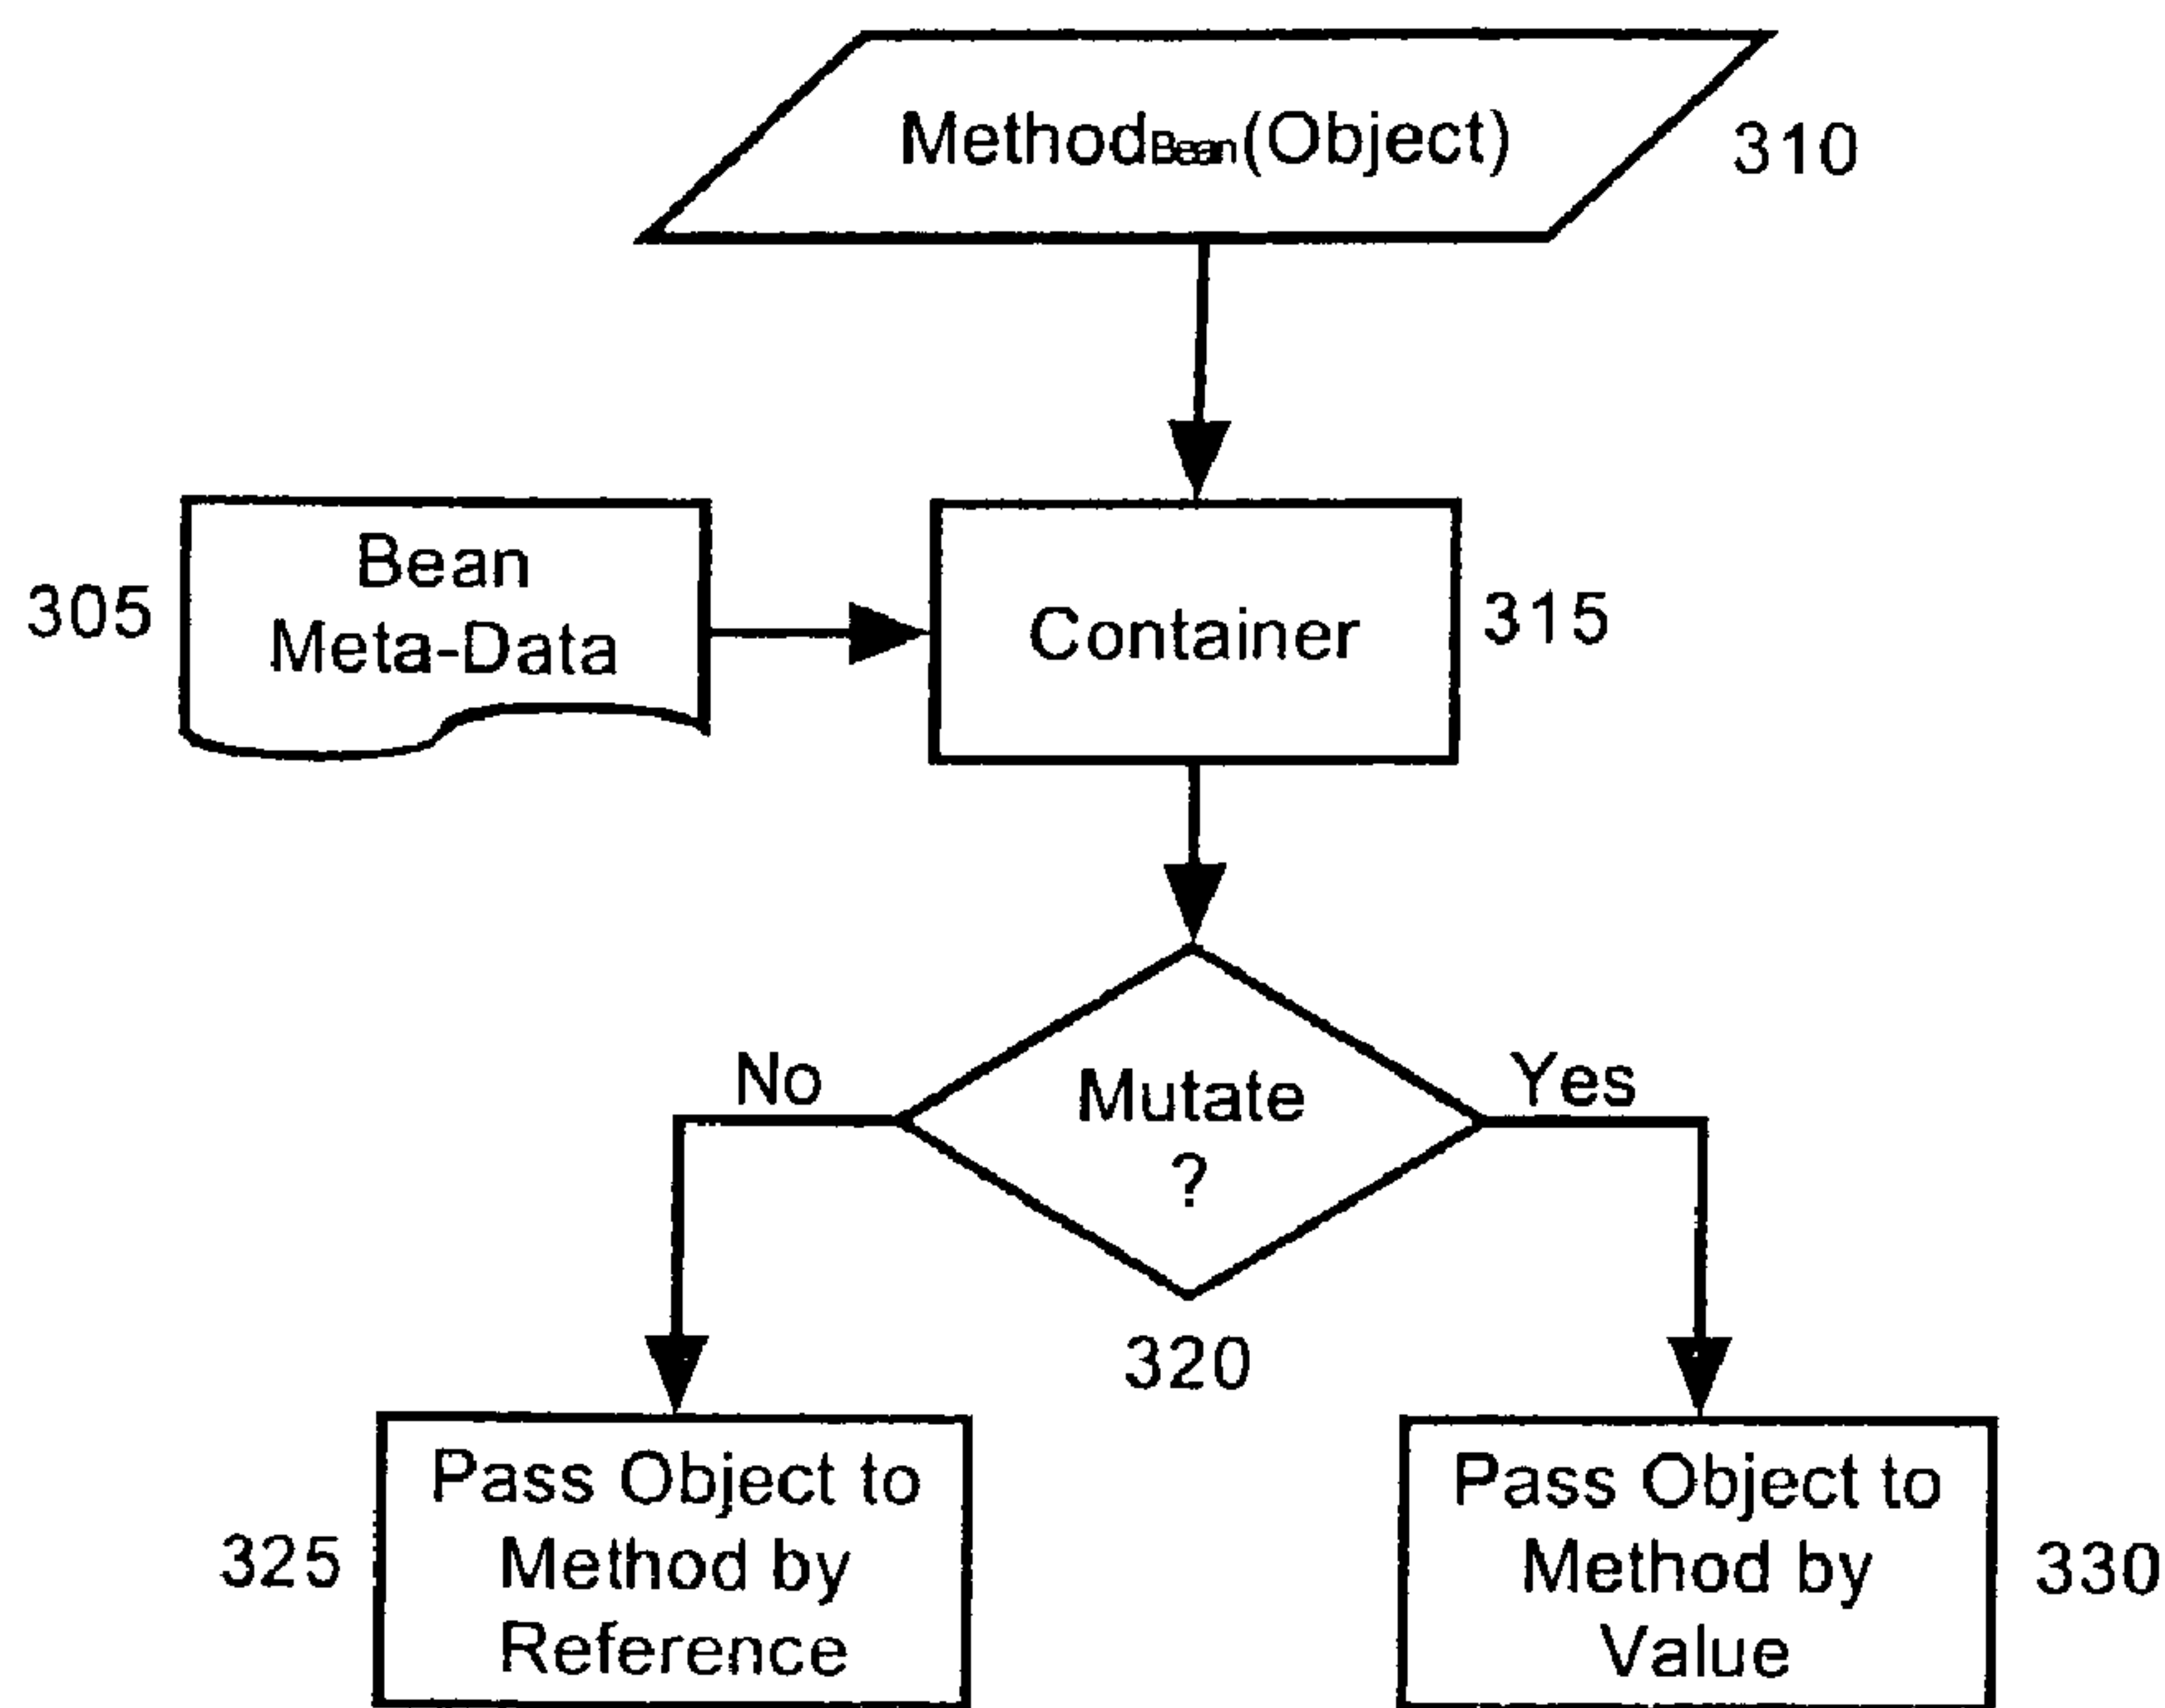 MethodBean(Object)
310
Bean
Meta-Data
305
Container
315
No
Mutate
?
Yes
320
Pass Object to
Method by
Reference
325
Pass Object to
Method by
Value
330